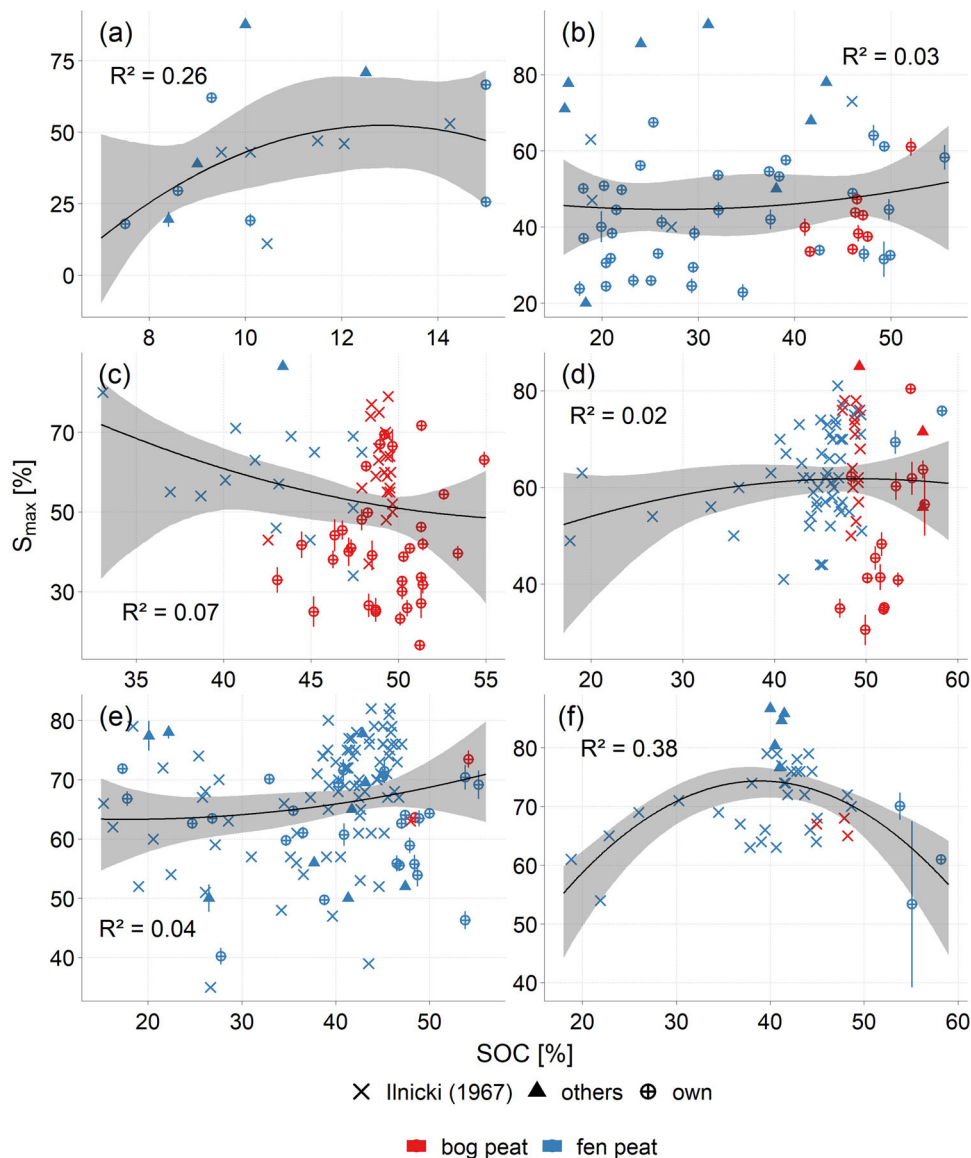 (a)
R² = 0.26
75
50
25
0
8 10 12 14
(b)
R² = 0.03
80
60
40
20
20 30 40 50
(c)
R² = 0.07
70
50
30
35 40 45 50 55
(d)
R² = 0.02
80
60
40
20 30 40 50 60
(e)
R² = 0.04
80
70
60
50
40
20 30 40 50
(f)
R² = 0.38
90
80
70
60
50
40
20 30 40 50 60
Smax [%]
SOC [%]
Ilnicki (1967) others own
bog peat fen peat